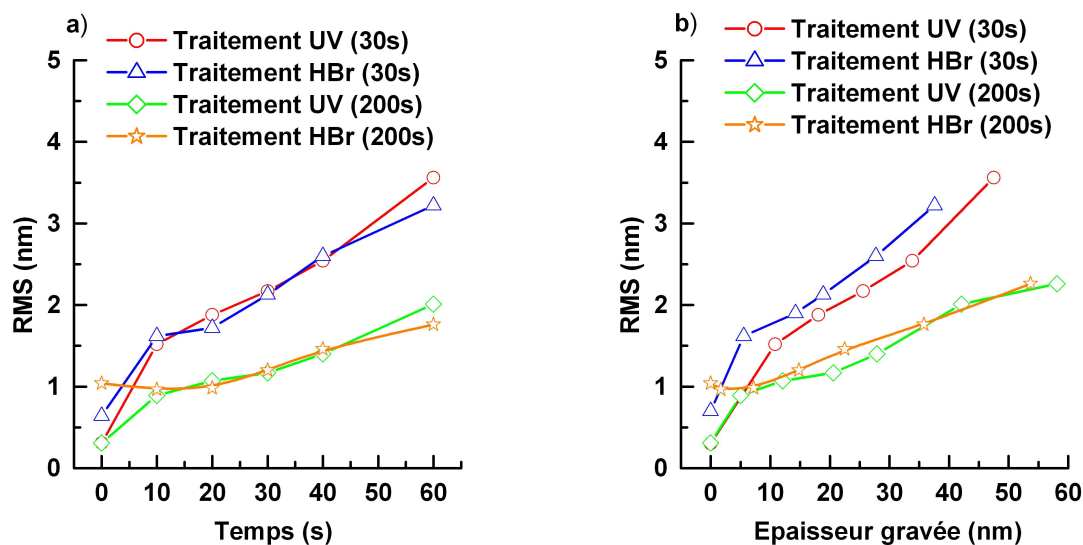 a)
Traitement UV (30s)
Traitement HBr (30s)
Traitement UV (200s)
Traitement HBr (200s)
5
4
3
2
1
0
RMS (nm)
0 10 20 30 40 50 60
Temps (s)
b)
Traitement UV (30s)
Traitement HBr (30s)
Traitement UV (200s)
Traitement HBr (200s)
5
4
3
2
1
0
RMS (nm)
0 10 20 30 40 50 60
Epaisseur gravée (nm)